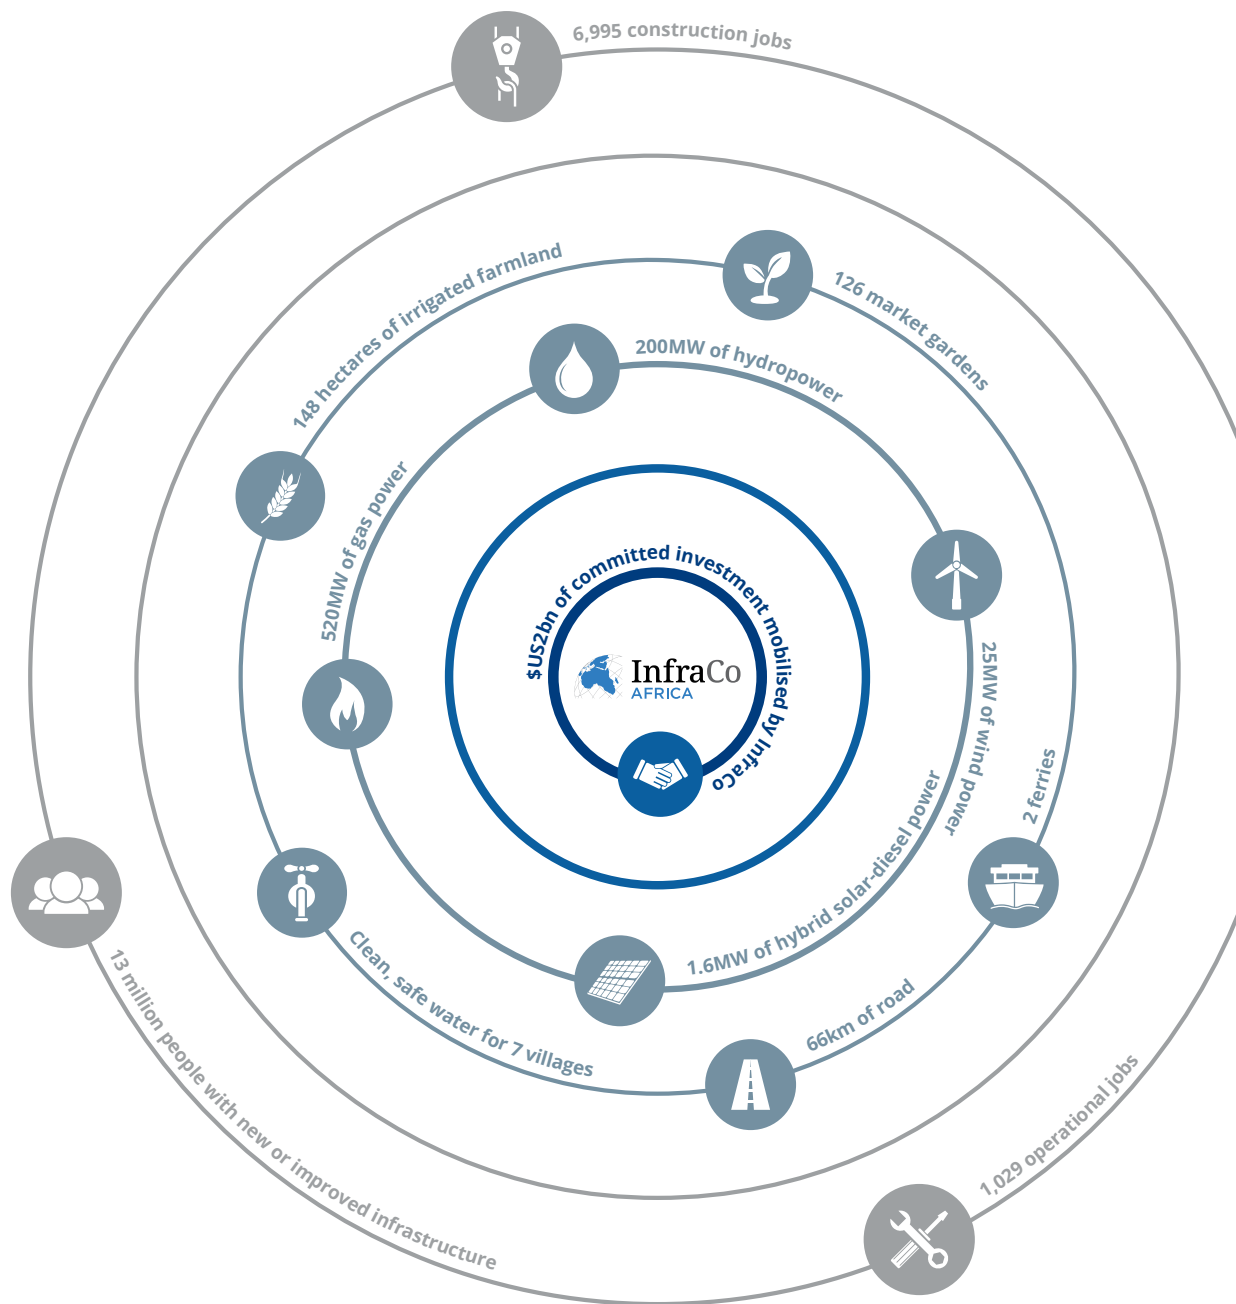 6,995 construction jobs
148 hectares of irrigated farmland
126 market gardens
200MW of hydropower
520MW of gas power
$US2bn of committed investment mobilised by InfraCo
InfraCo
AFRICA
25MW of wind power
2 ferries
1.6MW of hybrid solar-diesel power
Clean, safe water for 7 villages
66km of road
13 million people with new or improved infrastructure
1,029 operational jobs